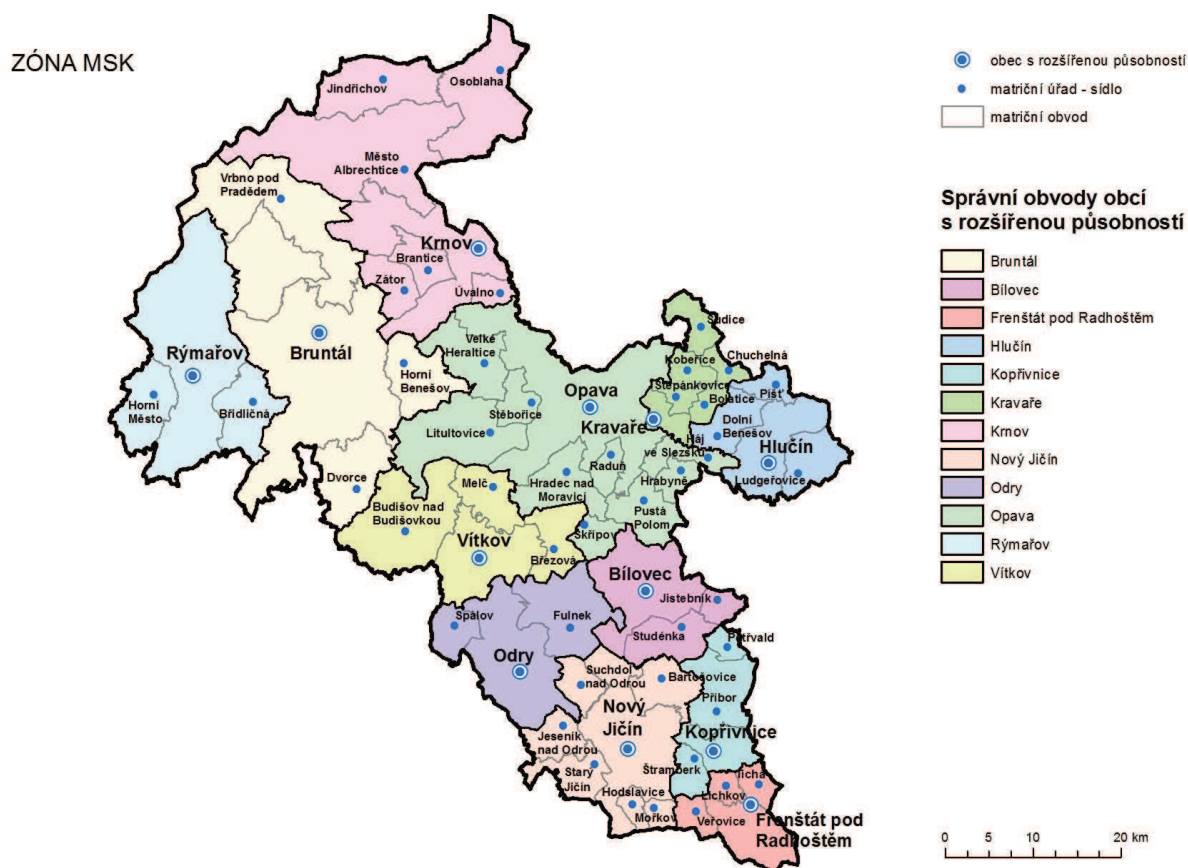 ZÓNA MSK
obec s rozšířenou působností
matriční úřad - sídlo
matriční obvod
Správní obvody obcí
s rozšířenou působností
Bruntál
Bílovec
Frenštát pod Radhoštěm
Hlučín
Kopřivnice
Kravaře
Krnov
Nový Jičín
Odry
Opava
Rýmařov
Vítkov
0 5 10 20 km
Osoblaha
Jindřichov
Město
Albrechtice
Vrbno pod
Pradědem
Krnov
Brantice
Zátor
Úvalno
Sudice
Velké
Heraltice
Kobeřice
Chuchelná
Bruntál
Rýmařov
Horní
Benešov
Opava
Štěpánkovice
Bolatice
Píšť
Horní
Město
Břidličná
Stěbořice
Kravaře
Dolní
Benešov
Litultovice
Háj
ve Slezsku
Hlučín
Raduň
Ludgeřovice
Hradec nad
Moravicí
Hrabyně
Dvorce
Melč
Pustá
Polom
Budišov nad
Budišovkou
Skřipov
Vítkov
Březová
Bílovec
Jistebník
Spálov
Fulnek
Studénka
Petřvald
Odry
Suchdol
nad Odrou
Bartošovice
Příbor
Nový
Jičín
Jeseník
nad Odrou
Kopřivnice
Starý
Jičín
Štramberk
Tichá
Lichkov
Hodslavice
Mořkov
Veřovice
Frenštát pod
Radhoštěm